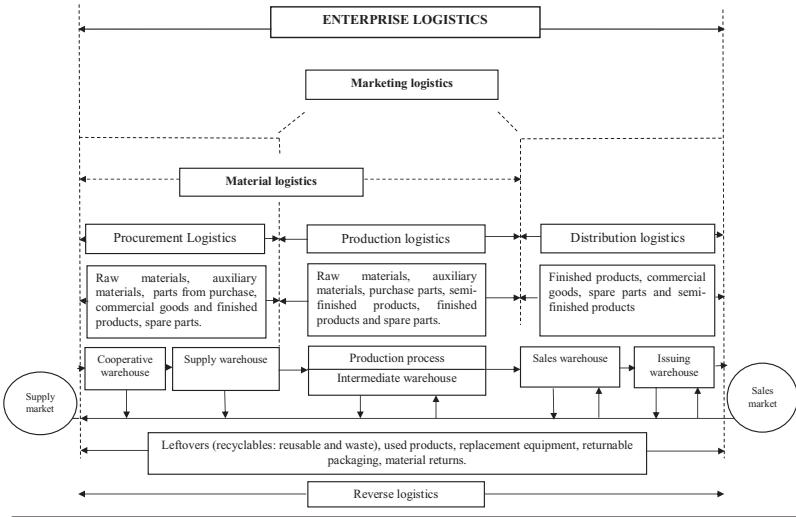 ENTERPRISE LOGISTICS
Marketing logistics
Material logistics
Procurement Logistics
Production logistics
Distribution logistics
Raw materials, auxiliary
materials, parts from purchase,
commercial goods and finished
products, spare parts.
Raw materials, auxiliary
materials, purchase parts, semi-
finished products, finished
products and spare parts.
Finished products, commercial
goods, spare parts and semi-
finished products
Supply
market
Cooperative
warehouse
Supply warehouse
Production process
Intermediate warehouse
Sales warehouse
Issuing
warehouse
Sales
market
Leftovers (recyclables: reusable and waste), used products, replacement equipment, returnable
packaging, material returns.
Reverse logistics